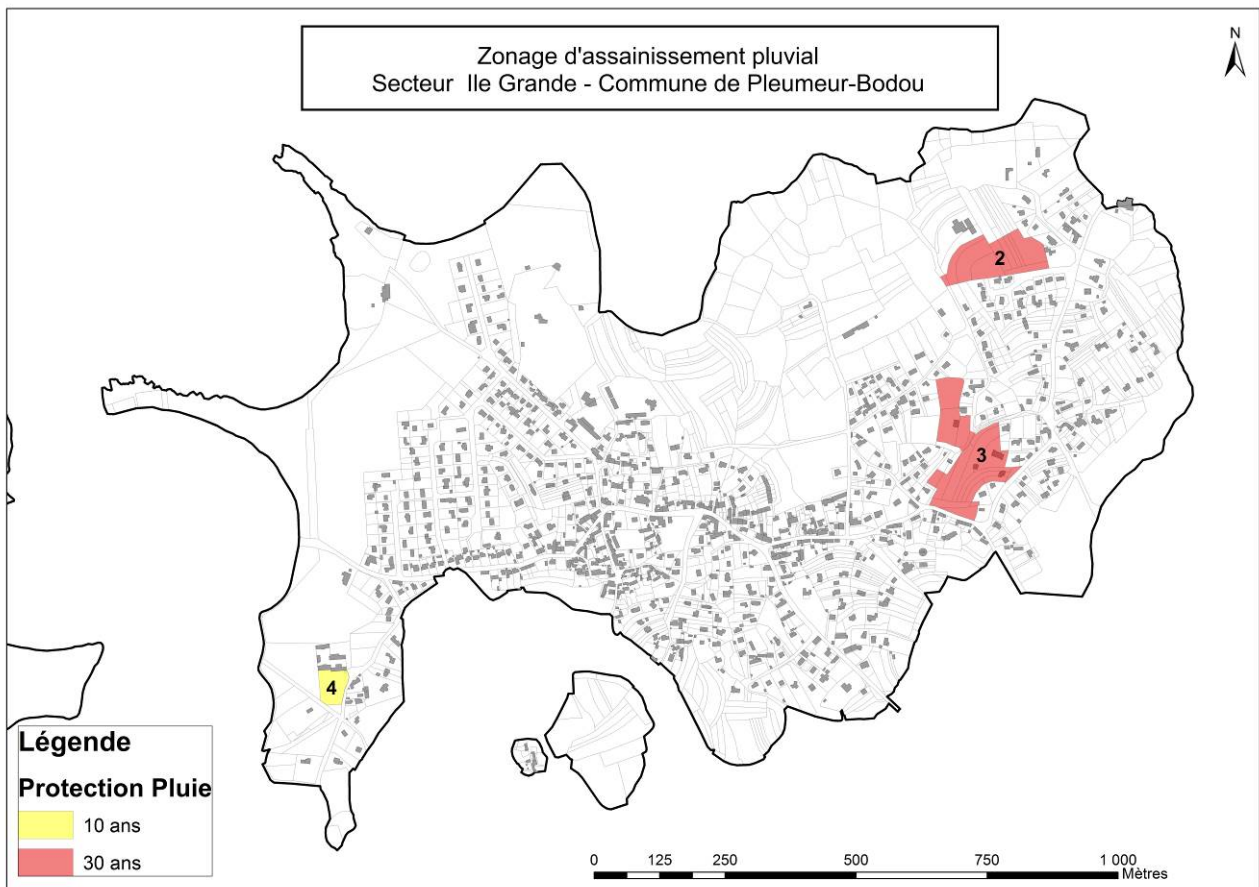 Zonage d'assainissement pluvial
Secteur Ile Grande - Commune de Pleumeur-Bodou
N
2
3
4
Légende
Protection Pluie
10 ans
30 ans
0 125 250 500 750 1 000
Mètres